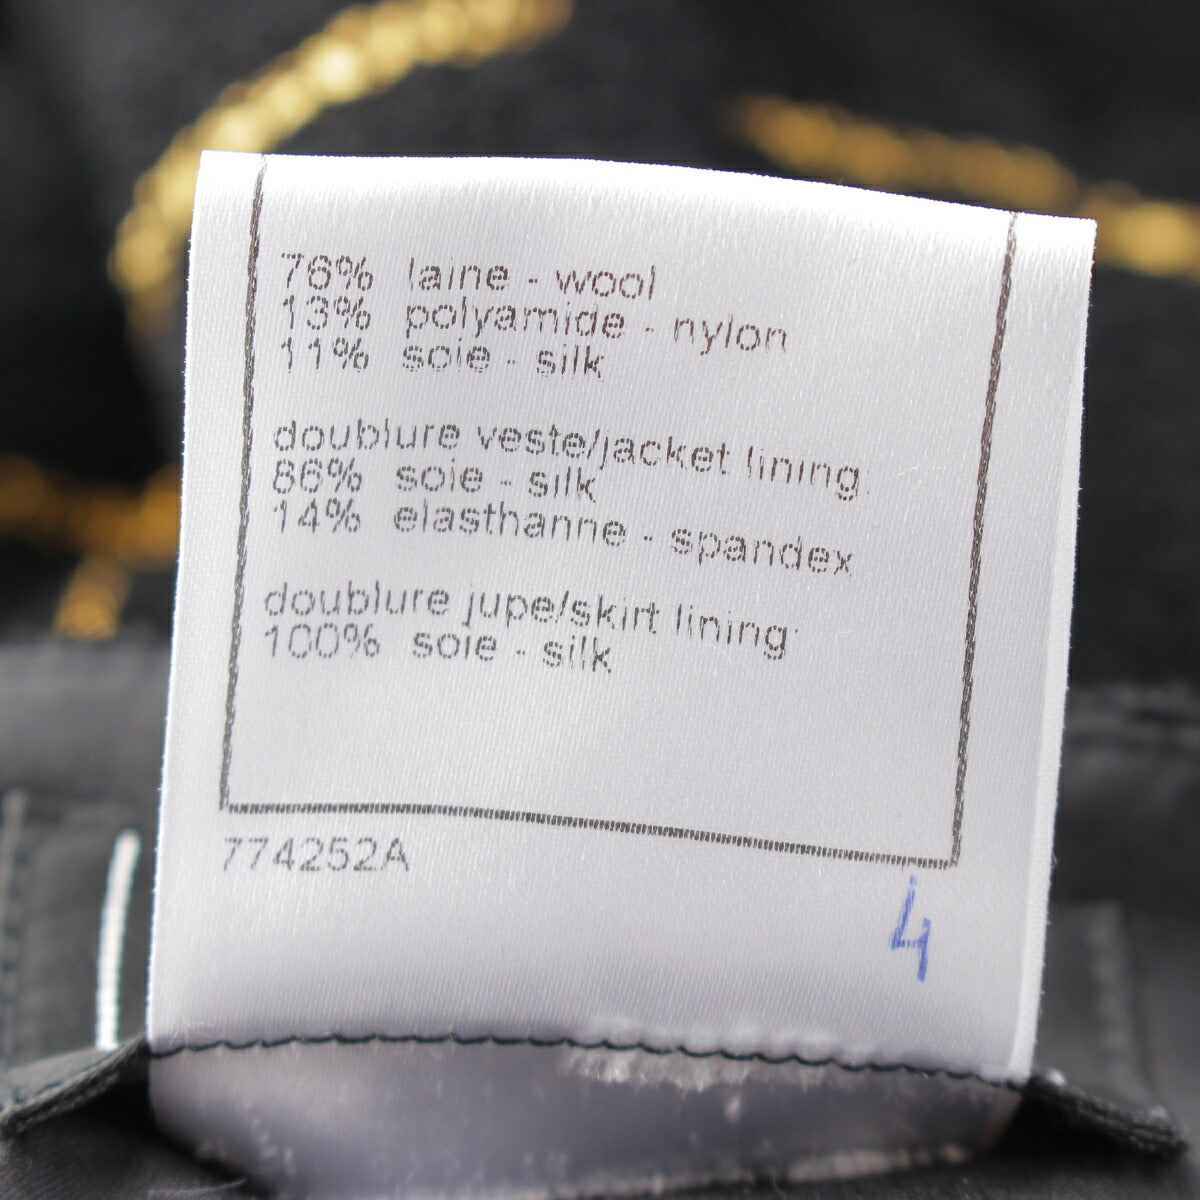 76% laine - wool
13% polyamide - nylon
11% soie - silk
doublure veste/jacket lining:
86% soie - silk
14% elasthanne - spandex
doublure jupe/skirt lining:
100% soie - silk
774252A
4